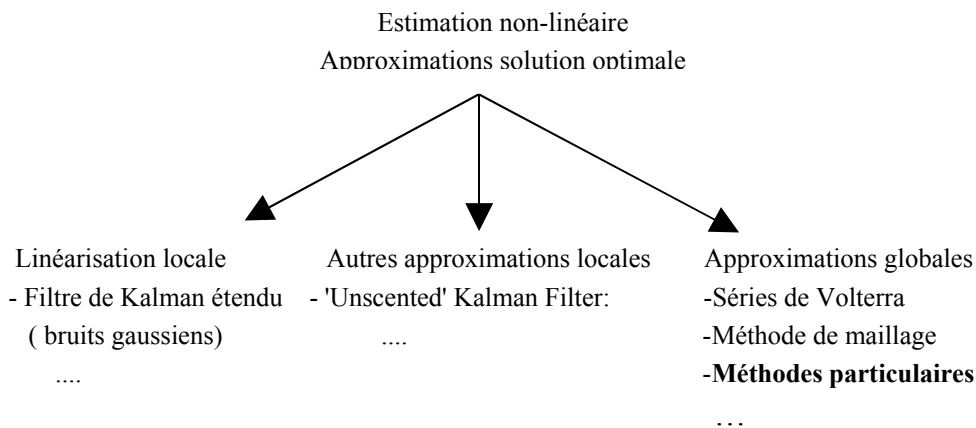 Estimation non-linéaire
Approximations solution optimale
Linéarisation locale
- Filtre de Kalman étendu
( bruits gaussiens)
....
Autres approximations locales
- 'Unscented' Kalman Filter:
....
Approximations globales
-Séries de Volterra
-Méthode de maillage
-Méthodes particulaires
...